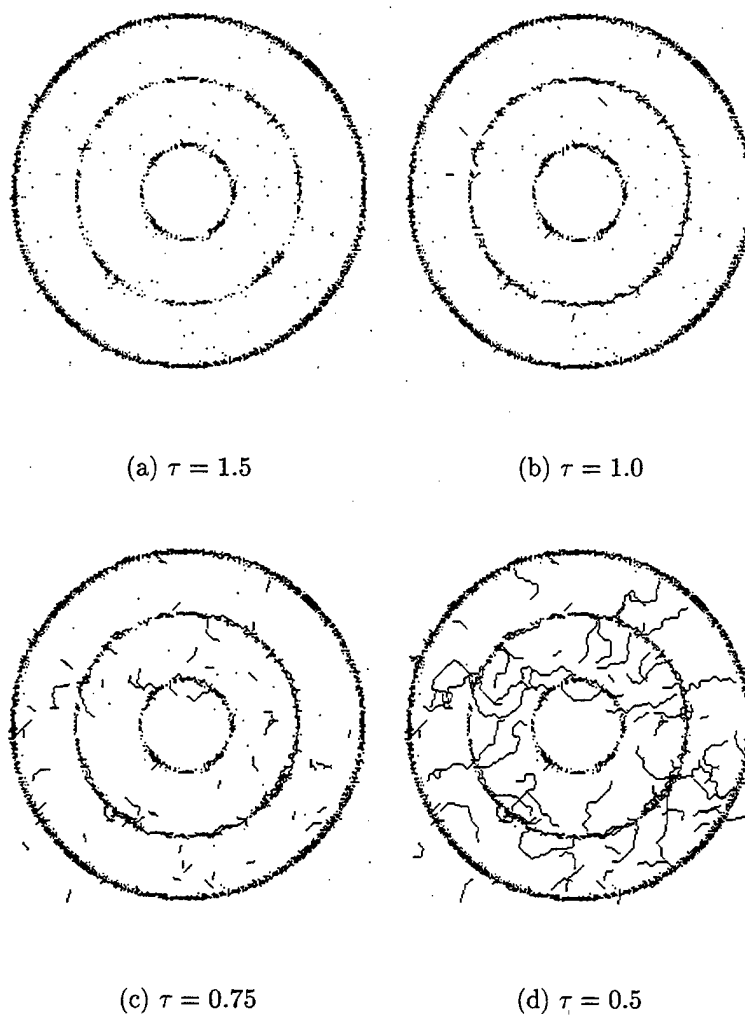 (a) τ = 1.5
(b) τ = 1.0
(c) τ = 0.75
(d) τ = 0.5